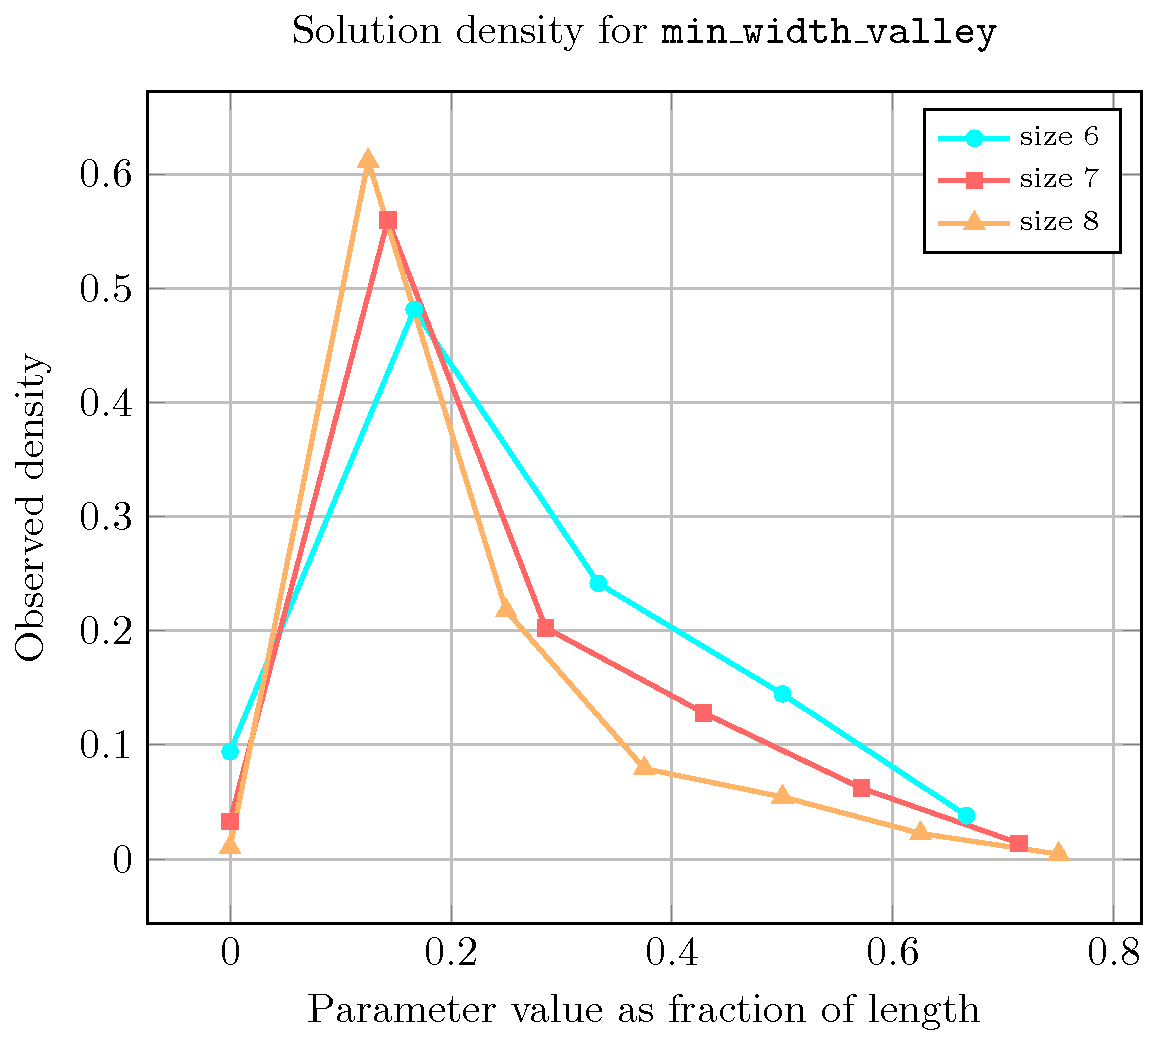 Solution density for min_width_valley
size 6
size 7
size 8
0.6
0.5
0.4
0.3
0.2
0.1
0
Observed density
0 0.2 0.4 0.6 0.8
Parameter value as fraction of length